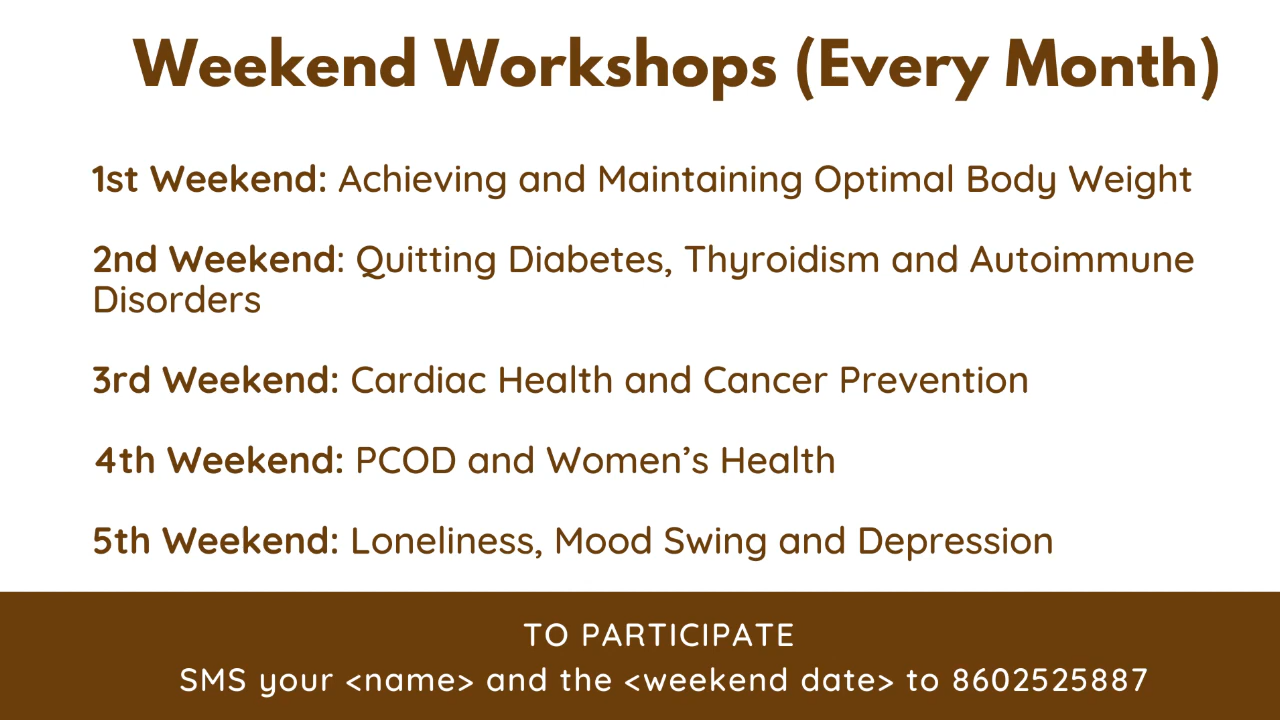 Weekend Workshops (Every Month)
1st Weekend: Achieving and Maintaining Optimal Body Weight
2nd Weekend: Quitting Diabetes, Thyroidism and Autoimmune
Disorders
3rd Weekend: Cardiac Health and Cancer Prevention
4th Weekend: PCOD and Women’s Health
5th Weekend: Loneliness, Mood Swing and Depression
TO PARTICIPATE
SMS your <name> and the <weekend date> to 8602525887